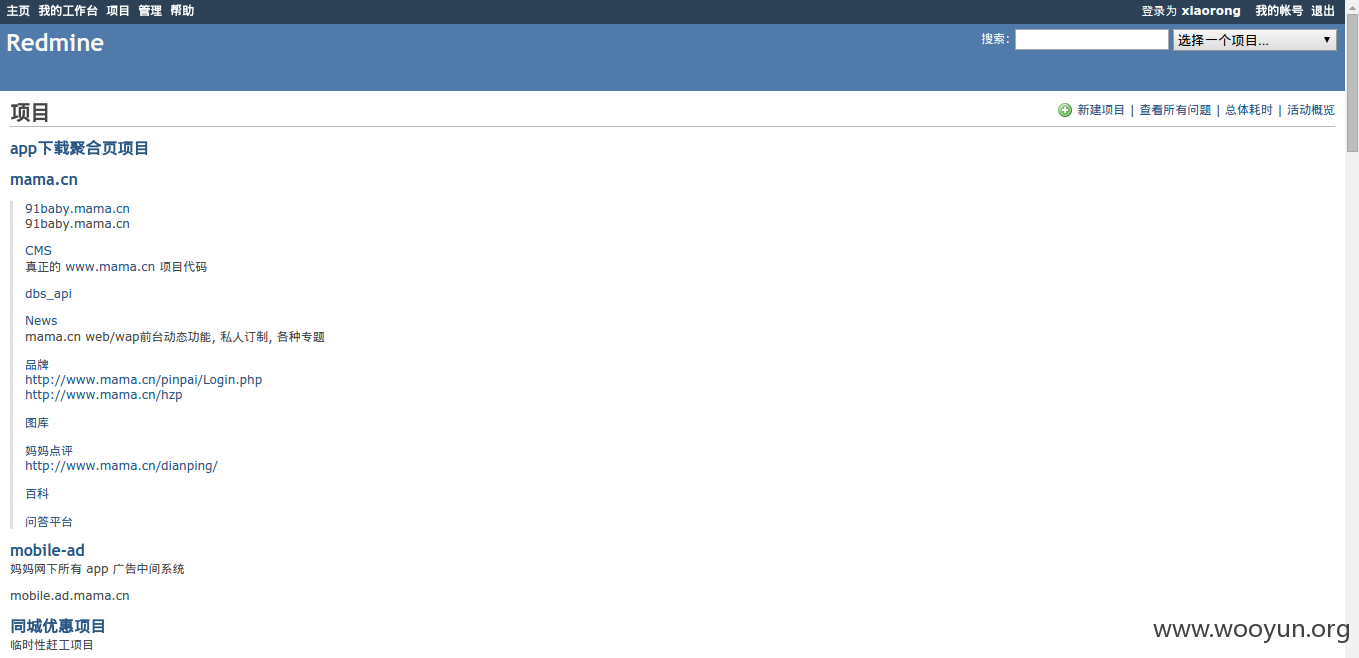 主页 我的工作台 项目 管理 帮助 登录为 xiaorong 我的帐号 退出
Redmine 搜索: 选择一个项目...
项目 新建项目 | 查看所有问题 | 总体耗时 | 活动概览
app下载聚合页项目
mama.cn
91baby.mama.cn
91baby.mama.cn
CMS
真正的 www.mama.cn 项目代码
dbs_api
News
mama.cn web/wap前台动态功能, 私人订制, 各种专题
品牌
http://www.mama.cn/pinpai/Login.php
http://www.mama.cn/hzp
图库
妈妈点评
http://www.mama.cn/dianping/
百科
问答平台
mobile-ad
妈妈网下所有 app 广告中间系统
mobile.ad.mama.cn
同城优惠项目
临时性赶工项目
www.wooyun.org